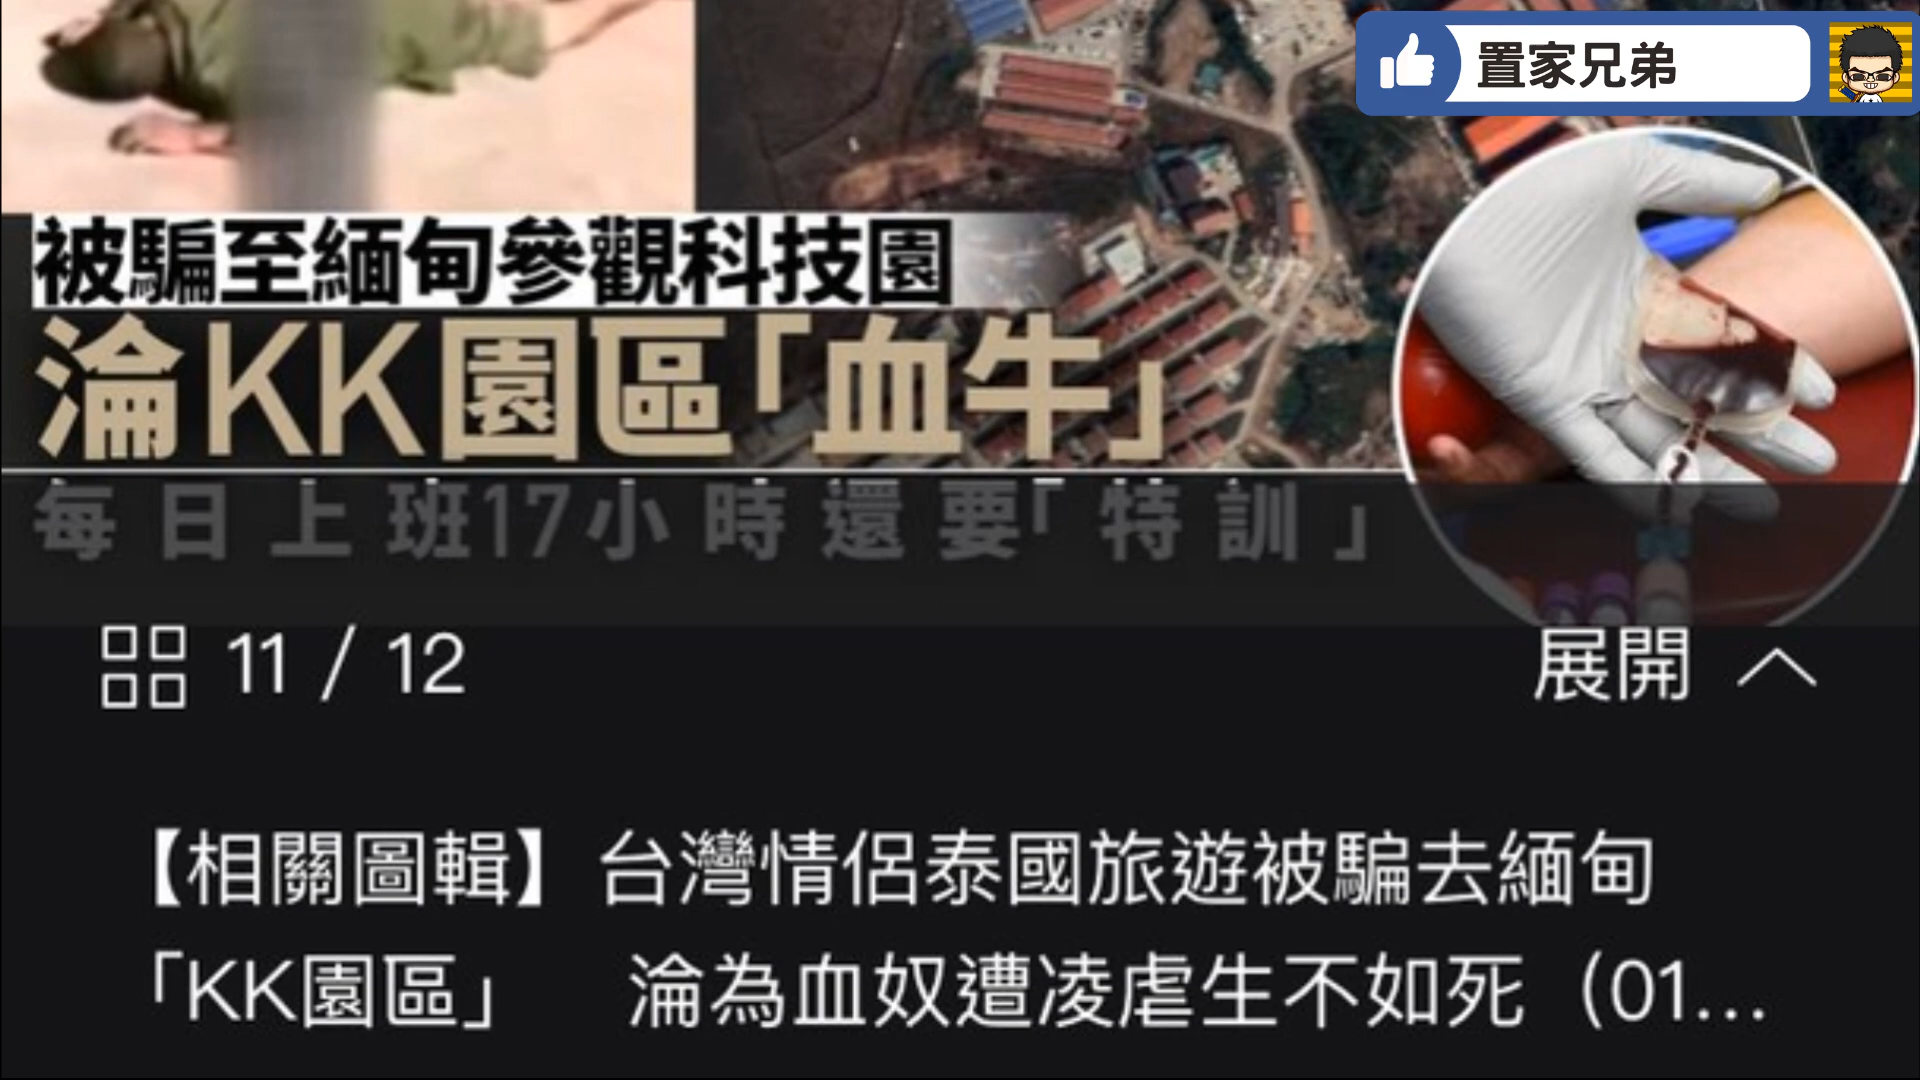 置家兄弟
被騙至緬甸參觀科技園
淪KK園區「血牛」
每日上班17小時還要「特訓」
11 / 12
展開
【相關圖輯】台灣情侶泰國旅遊被騙去緬甸
「KK園區」 淪為血奴遭凌虐生不如死（01...